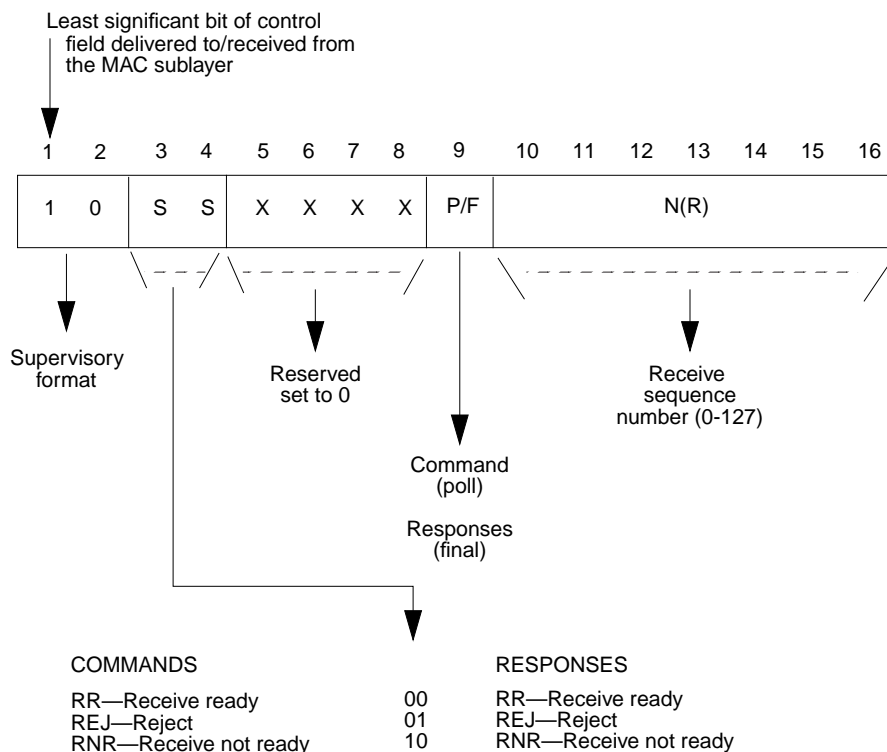 Least significant bit of control
field delivered to/received from
the MAC sublayer
1 2 3 4 5 6 7 8 9 10 11 12 13 14 15 16
1 0 S S X X X X P/F N(R)
Supervisory
format
Reserved
set to 0
Receive
sequence
number (0-127)
Command
(poll)
Responses
(final)
COMMANDS RESPONSES
RR—Receive ready 00 RR—Receive ready
REJ—Reject 01 REJ—Reject
RNR—Receive not ready 10 RNR—Receive not ready